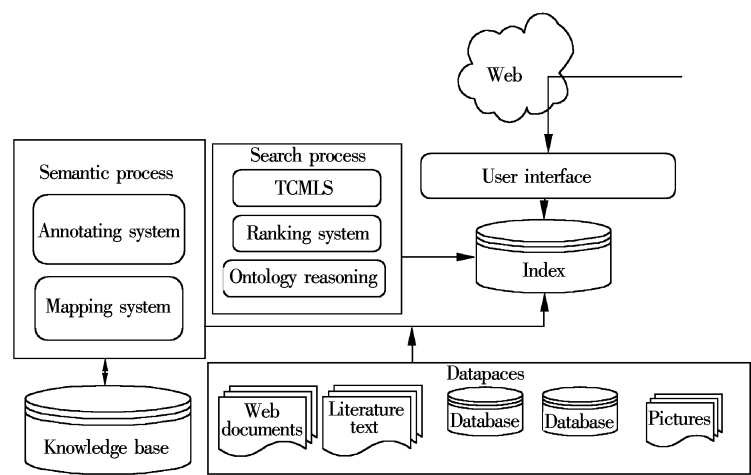 Web
User interface
Index
Search process
TCMLS
Ranking system
Ontology reasoning
Semantic process
Annotating system
Mapping system
Knowledge base
Datapaces
Web
documents
Literature
text
Database
Database
Pictures